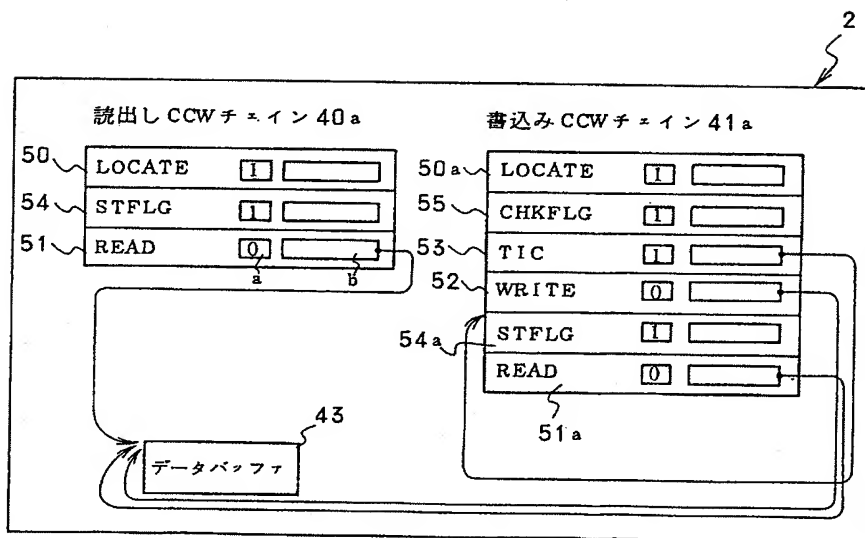 2
読出しCCWチェイン40a
50 LOCATE 1
54 STFLG 1
51 READ 0
a b
書込みCCWチェイン41a
50a LOCATE 1
55 CHKFLG 1
53 TIC 1
52 WRITE 0
54a STFLG 1
READ 0
51a
43
データバッファ